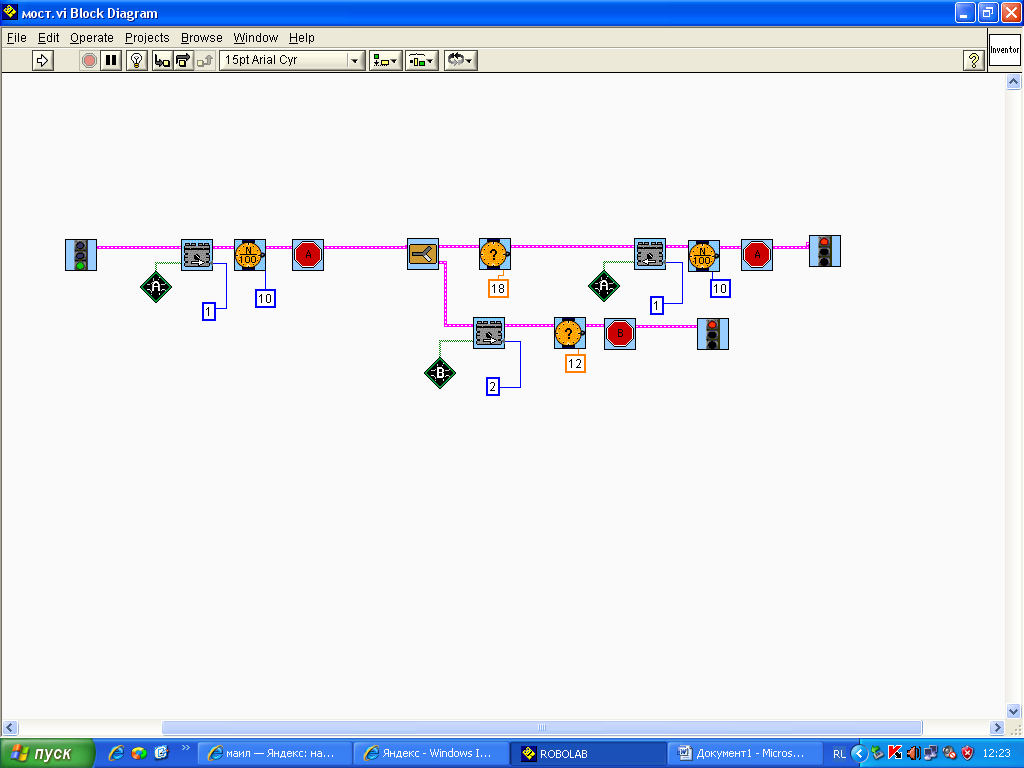 мост.vi Block Diagram
File Edit Operate Projects Browse Window Help
15pt Arial Cyr
?
Inventor
N
100
A
?
N
100
A
A
10
18
A
10
1
1
?
B
12
B
2
пуск
маил — Яндекс: на...
Яндекс - Windows I...
ROBOLAB
Документ1 - Micros...
RL
12:23